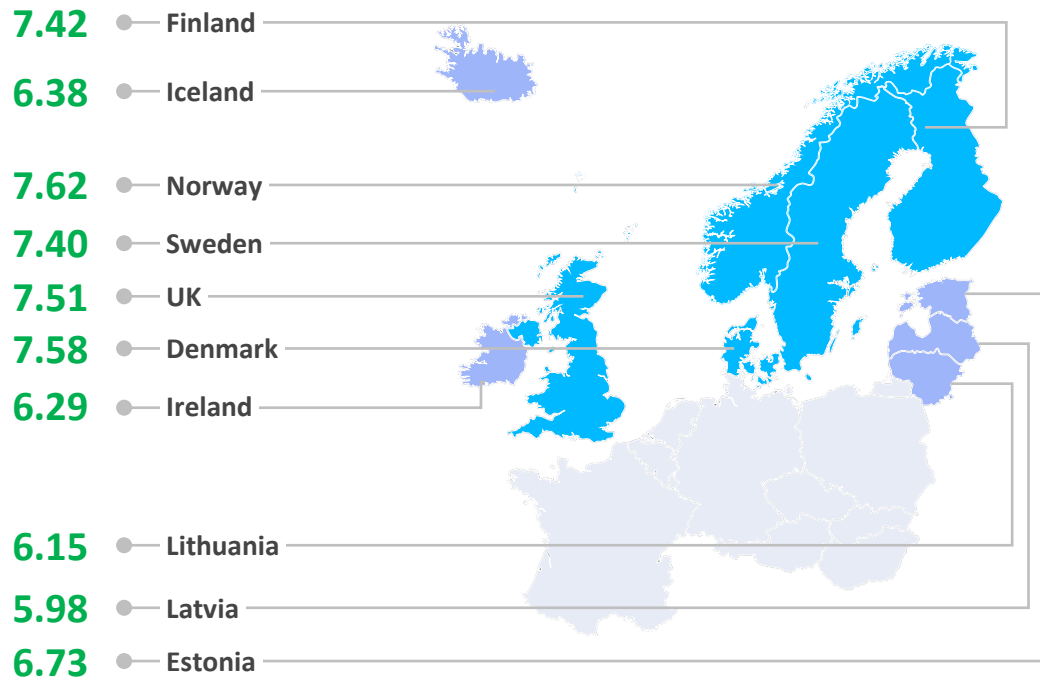 7.42 Finland
6.38 Iceland
7.62 Norway
7.40 Sweden
7.51 UK
7.58 Denmark
6.29 Ireland
6.15 Lithuania
5.98 Latvia
6.73 Estonia